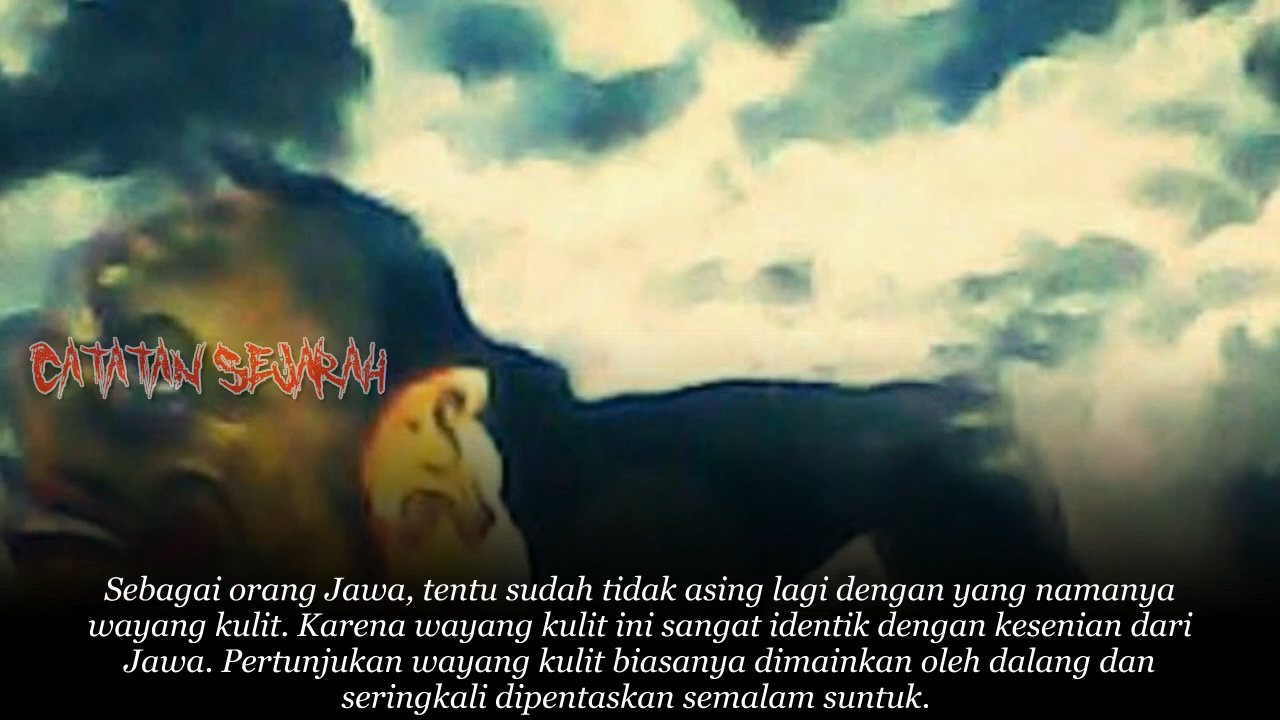 CATATAN SEJARAH
Sebagai orang Jawa, tentu sudah tidak asing lagi dengan yang namanya
wayang kulit. Karena wayang kulit ini sangat identik dengan kesenian dari
Jawa. Pertunjukan wayang kulit biasanya dimainkan oleh dalang dan
seringkali dipentaskan semalam suntuk.